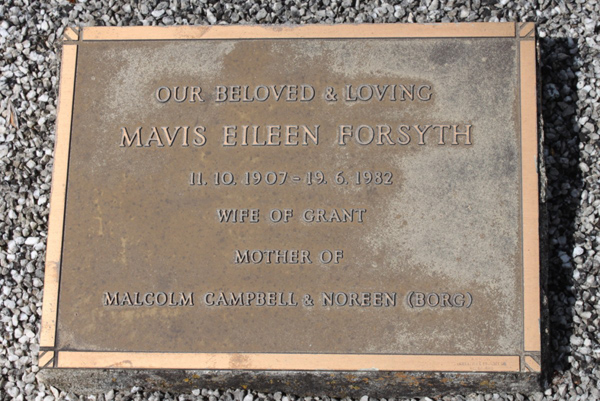 OUR BELOVED & LOVING
MAVIS EILEEN FORSYTH
11. 10. 1907 - 19. 6. 1982
WIFE OF GRANT
MOTHER OF
MALCOLM CAMPBELL & NOREEN (BORG)